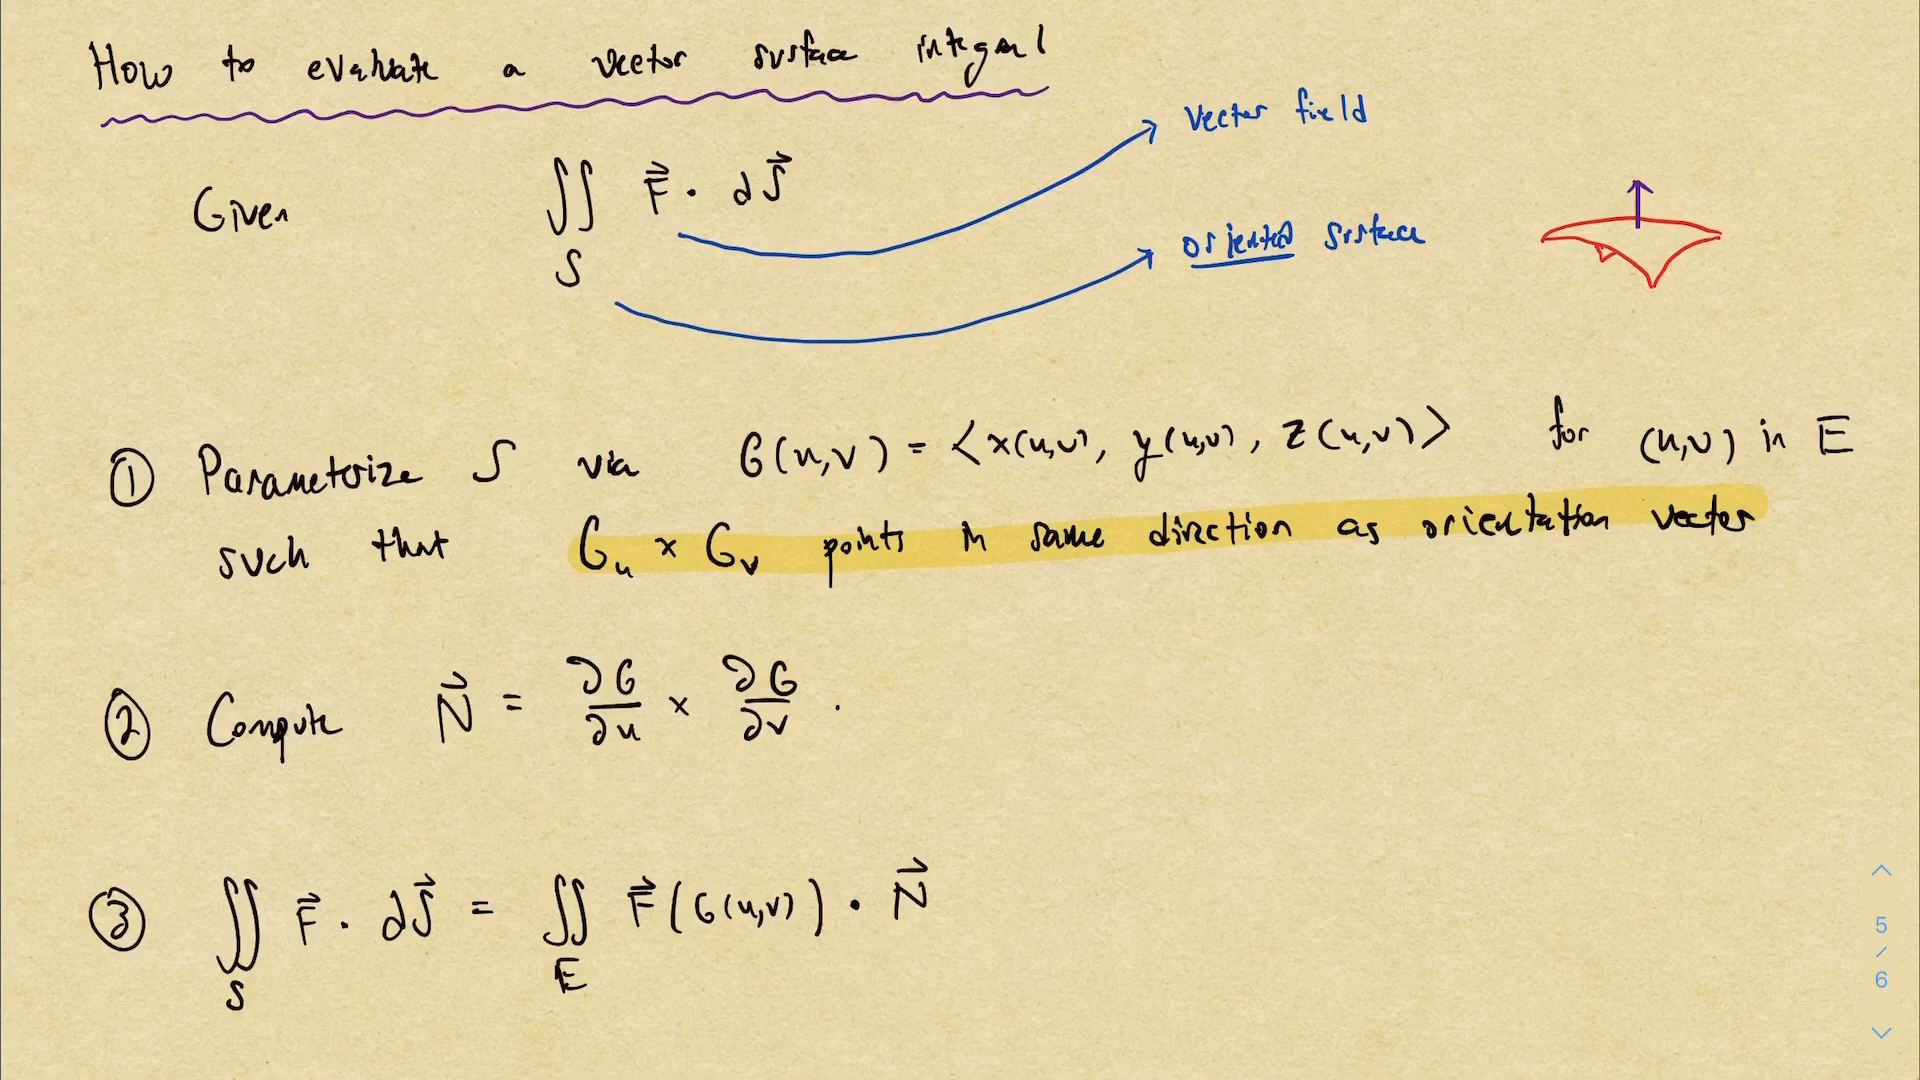 How to evaluate a vector surface integral
vector field
Given ∬_S F⃗ · dS⃗
oriented surface
① Parameterize S via G(u,v) = ⟨x(u,v), y(u,v), z(u,v)⟩ for (u,v) in E
such that G_u × G_v points in same direction as orientation vector
② Compute N⃗ = ∂G/∂u × ∂G/∂v .
③ ∬_S F⃗ · dS⃗ = ∬_E F⃗(G(u,v)) · N⃗
5
/
6